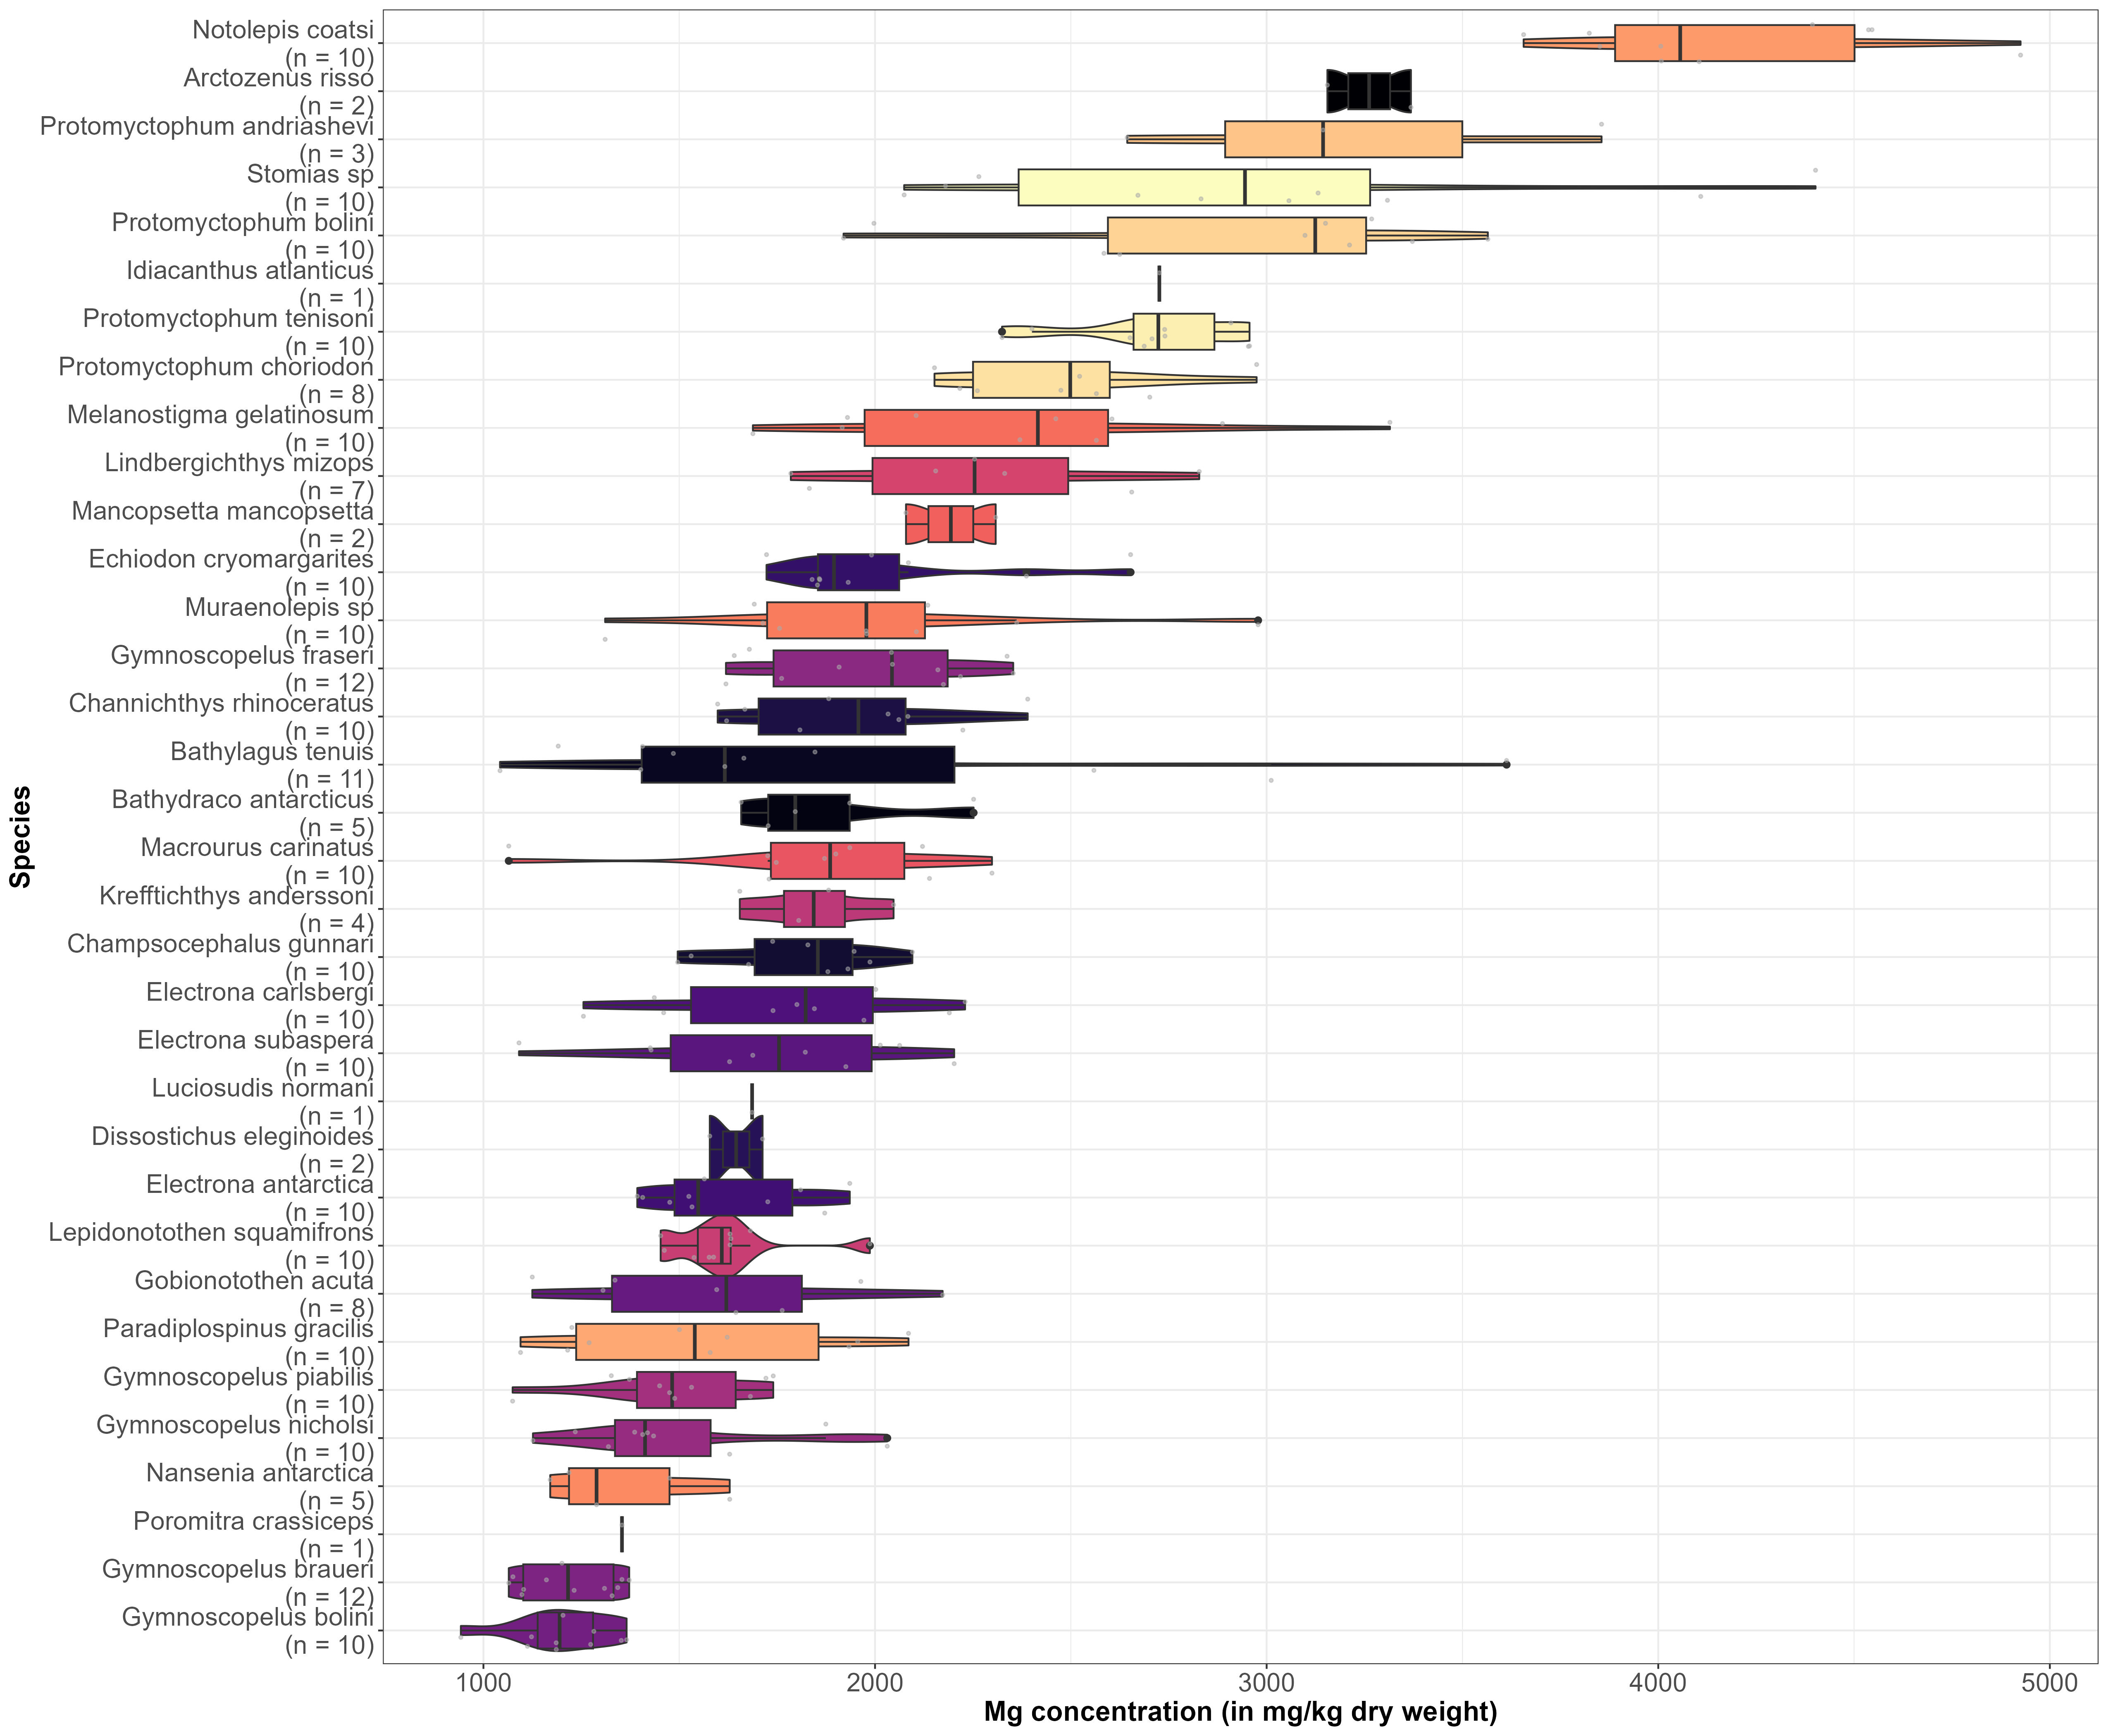 Notolepis coatsi
(n = 10)
Arctozenus risso
(n = 2)
Protomyctophum andriashevi
(n = 3)
Stomias sp
(n = 10)
Protomyctophum bolini
(n = 10)
Idiacanthus atlanticus
(n = 1)
Protomyctophum tenisoni
(n = 10)
Protomyctophum choriodon
(n = 8)
Melanostigma gelatinosum
(n = 10)
Lindbergichthys mizops
(n = 7)
Mancopsetta mancopsetta
(n = 2)
Echiodon cryomargarites
(n = 10)
Muraenolepis sp
(n = 10)
Gymnoscopelus fraseri
(n = 12)
Channichthys rhinoceratus
(n = 10)
Bathylagus tenuis
(n = 11)
Bathydraco antarcticus
(n = 5)
Macrourus carinatus
(n = 10)
Krefftichthys anderssoni
(n = 4)
Champsocephalus gunnari
(n = 10)
Electrona carlsbergi
(n = 10)
Electrona subaspera
(n = 10)
Luciosudis normani
(n = 1)
Dissostichus eleginoides
(n = 2)
Electrona antarctica
(n = 10)
Lepidonotothen squamifrons
(n = 10)
Gobionotothen acuta
(n = 8)
Paradiplospinus gracilis
(n = 10)
Gymnoscopelus piabilis
(n = 10)
Gymnoscopelus nicholsi
(n = 10)
Nansenia antarctica
(n = 5)
Poromitra crassiceps
(n = 1)
Gymnoscopelus braueri
(n = 12)
Gymnoscopelus bolini
(n = 10)
Species
1000 2000 3000 4000 5000
Mg concentration (in mg/kg dry weight)